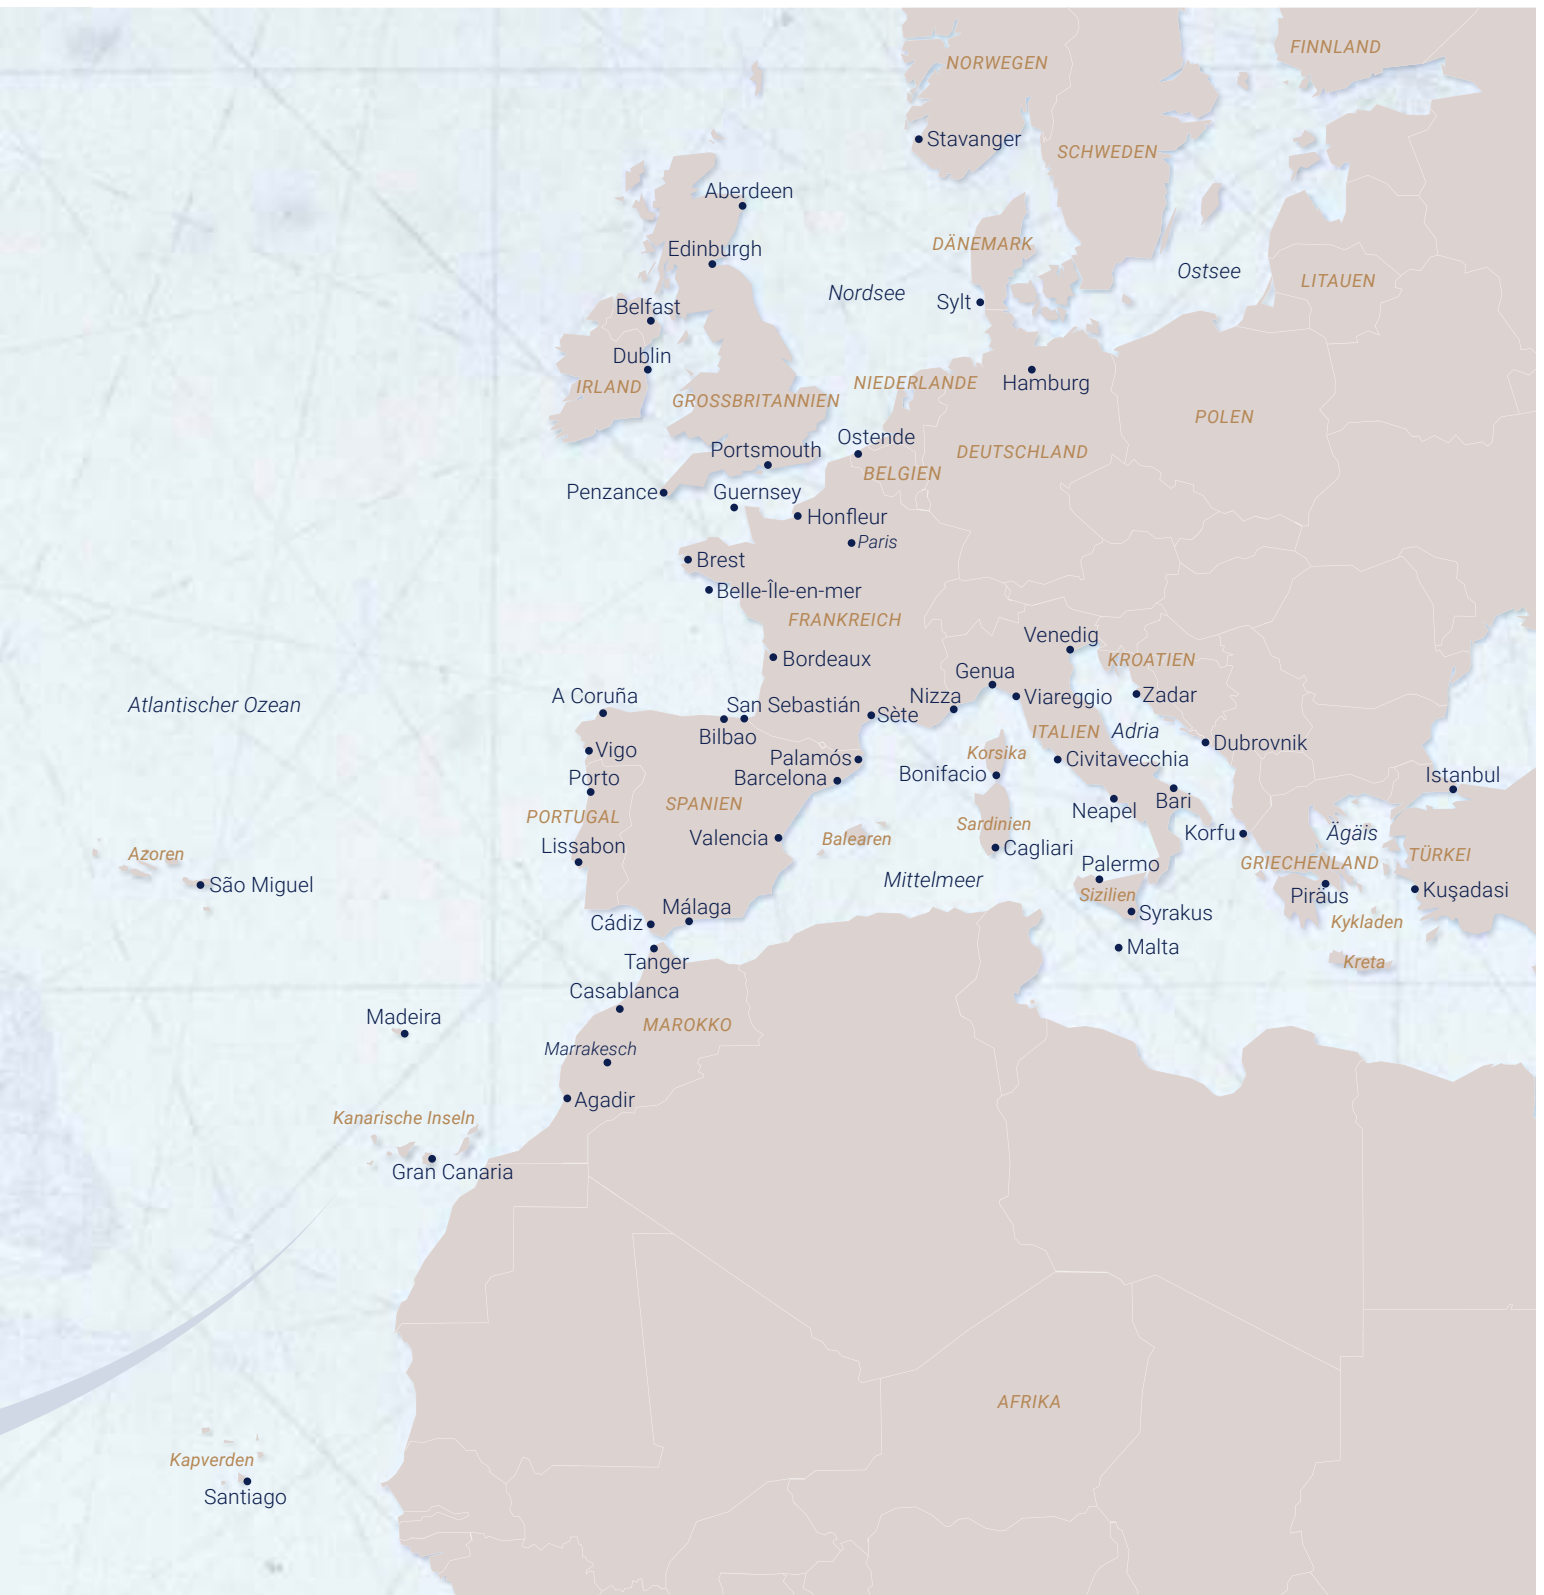 FINNLAND
NORWEGEN
Stavanger
SCHWEDEN
Aberdeen
DÄNEMARK
Edinburgh
Ostsee
LITAUEN
Nordsee
Sylt
Belfast
Dublin
IRLAND
NIEDERLANDE
Hamburg
GROSSBRITANNIEN
POLEN
Ostende
Portsmouth
DEUTSCHLAND
BELGIEN
Penzance
Guernsey
Honfleur
Paris
Brest
Belle-Île-en-mer
FRANKREICH
Venedig
Bordeaux
KROATIEN
Genua
A Coruña
Nizza
Viareggio
Zadar
Atlantischer Ozean
San Sebastián
Sète
ITALIEN
Adria
Bilbao
Dubrovnik
Vigo
Korsika
Palamós
Civitavecchia
Bonifacio
Istanbul
Porto
Barcelona
SPANIEN
Bari
Neapel
PORTUGAL
Sardinien
Korfu
Ägäis
Valencia
Balearen
Lissabon
Cagliari
Azoren
TÜRKEI
GRIECHENLAND
Palermo
Mittelmeer
São Miguel
Sizilien
Piräus
Kuşadasi
Málaga
Syrakus
Cádiz
Kykladen
Malta
Tanger
Kreta
Casablanca
Madeira
MAROKKO
Marrakesch
Agadir
Kanarische Inseln
Gran Canaria
AFRIKA
Kapverden
Santiago